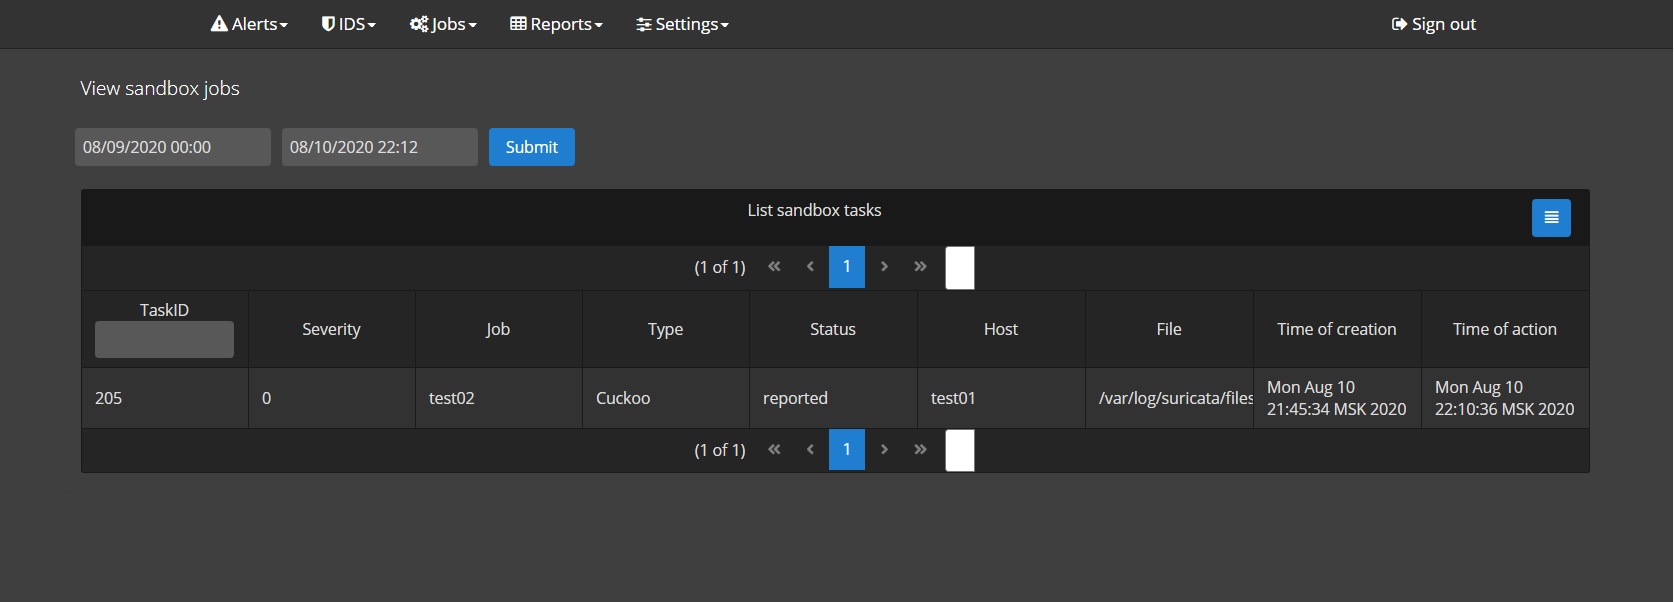 Alerts IDS Jobs Reports Settings Sign out
View sandbox jobs
08/09/2020 00:00 08/10/2020 22:12 Submit
List sandbox tasks
(1 of 1) 1
TaskID Severity Job Type Status Host File Time of creation Time of action
205 0 test02 Cuckoo reported test01 /var/log/suricata/files Mon Aug 10 21:45:34 MSK 2020 Mon Aug 10 22:10:36 MSK 2020
(1 of 1) 1